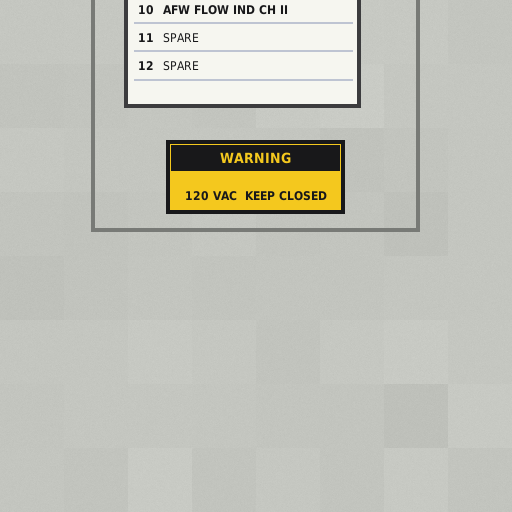 10 AFW FLOW IND CH II
11 SPARE
12 SPARE
WARNING
120 VAC KEEP CLOSED